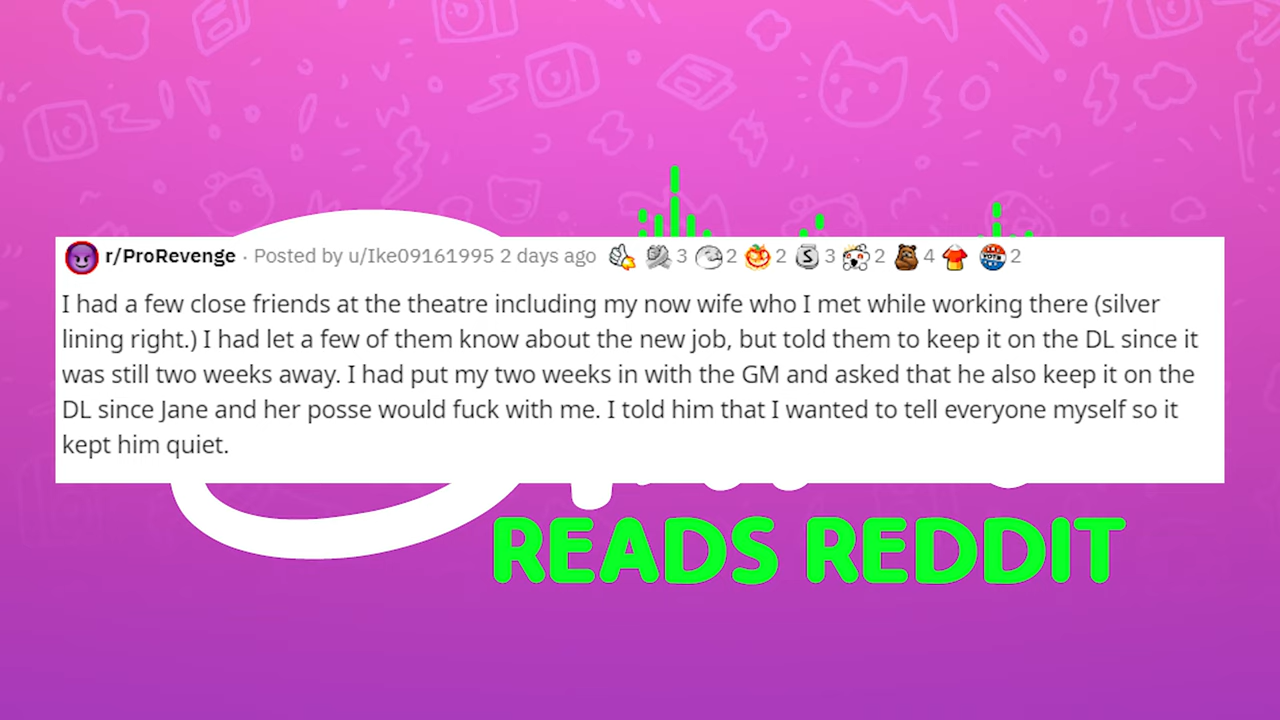 r/ProRevenge · Posted by u/Ike09161995 2 days ago 3 2 2 3 2 4 2
I had a few close friends at the theatre including my now wife who I met while working there (silver
lining right.) I had let a few of them know about the new job, but told them to keep it on the DL since it
was still two weeks away. I had put my two weeks in with the GM and asked that he also keep it on the
DL since Jane and her posse would fuck with me. I told him that I wanted to tell everyone myself so it
kept him quiet.
READS REDDIT